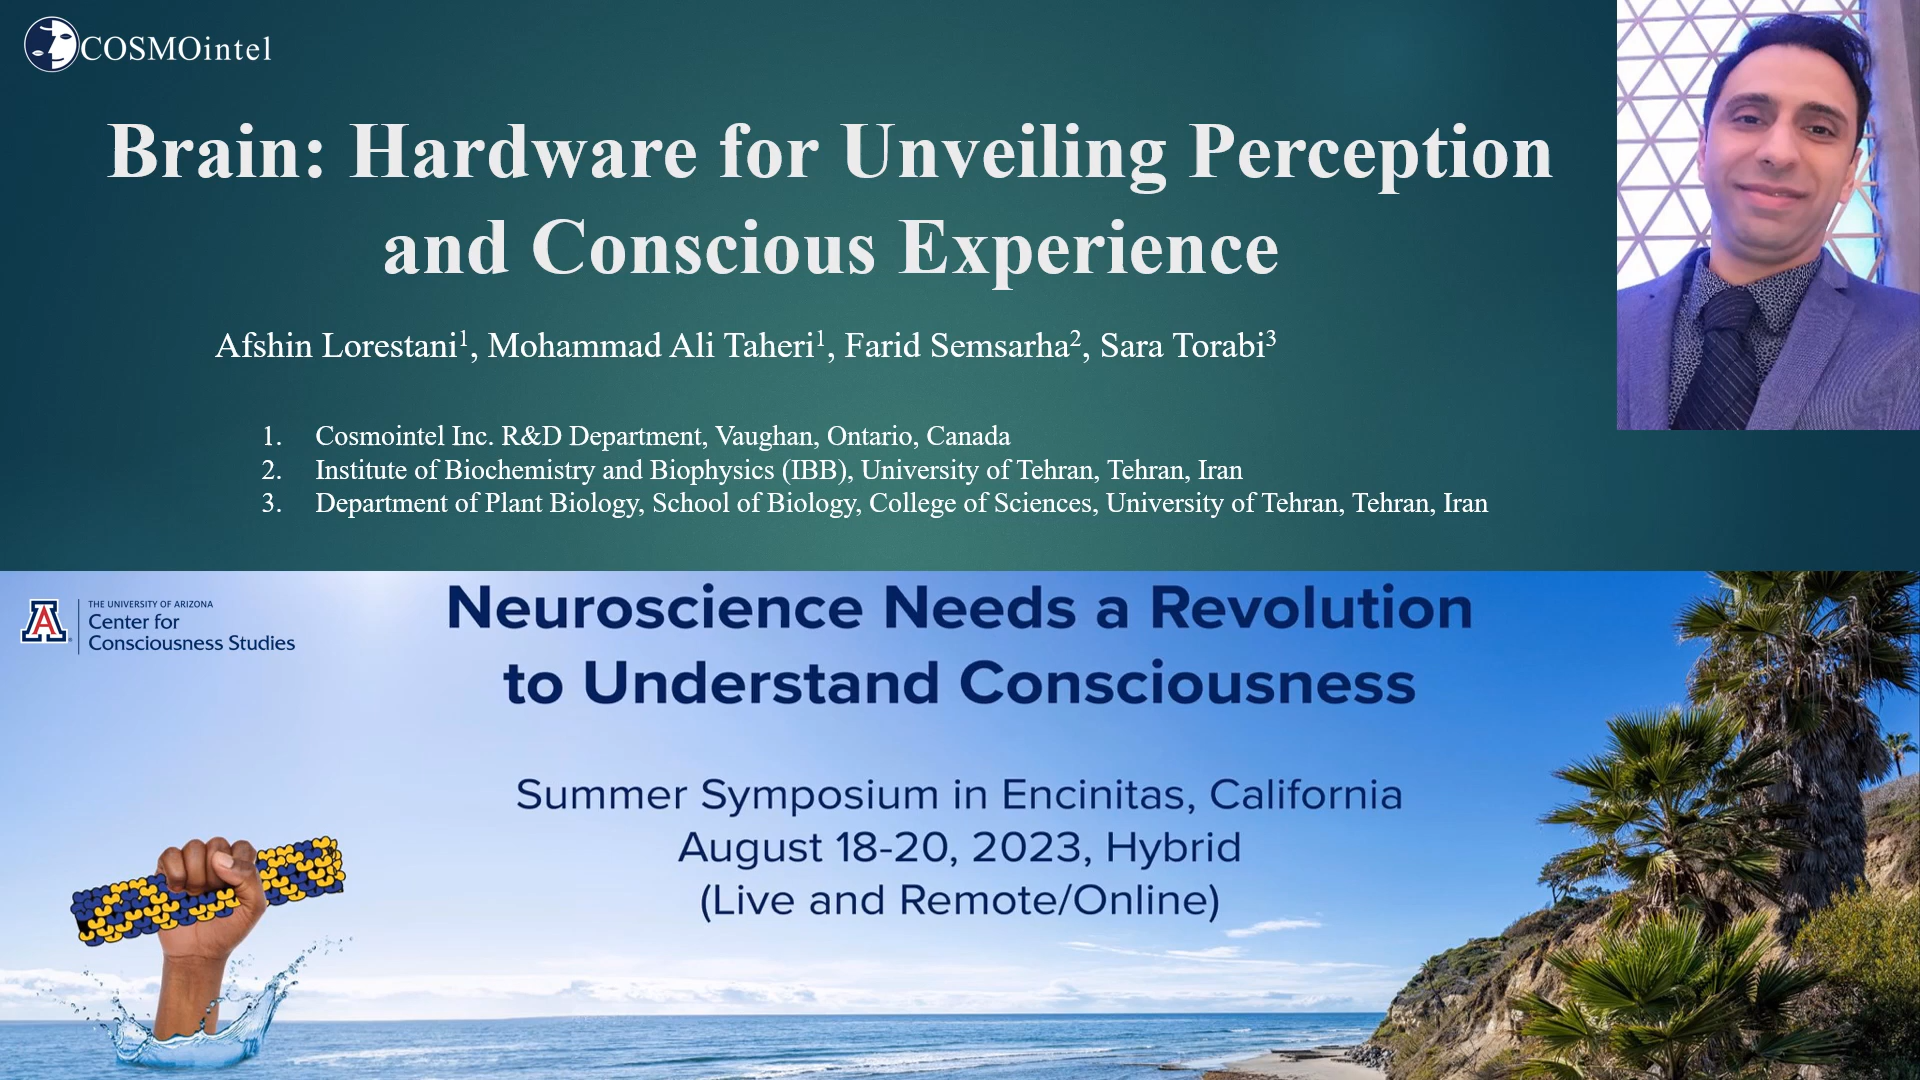 COSMOintel
Brain: Hardware for Unveiling Perception
and Conscious Experience
Afshin Lorestani1, Mohammad Ali Taheri1, Farid Semsarha2, Sara Torabi3
1. Cosmointel Inc. R&D Department, Vaughan, Ontario, Canada
2. Institute of Biochemistry and Biophysics (IBB), University of Tehran, Tehran, Iran
3. Department of Plant Biology, School of Biology, College of Sciences, University of Tehran, Tehran, Iran
A
THE UNIVERSITY OF ARIZONA
Center for
Consciousness Studies
Neuroscience Needs a Revolution
to Understand Consciousness
Summer Symposium in Encinitas, California
August 18-20, 2023, Hybrid
(Live and Remote/Online)